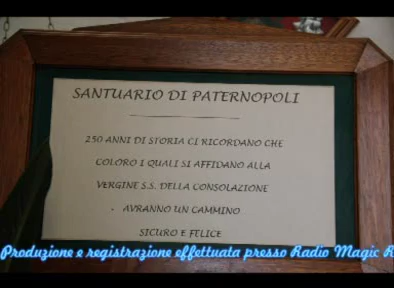 SANTUARIO DI PATERNOPOLI
250 ANNI DI STORIA CI RICORDANO CHE
COLORO I QUALI SI AFFIDANO ALLA
VERGINE S.S. DELLA CONSOLAZIONE
AVRANNO UN CAMMINO
SICURO E FELICE
Produzione e registrazione effettuata presso Radio Magic R